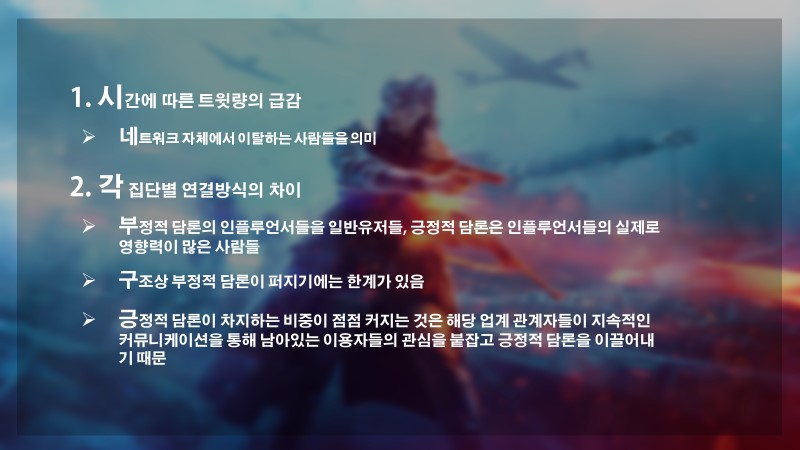 1. 시간에 따른 트윗량의 급감
네트워크 자체에서 이탈하는 사람들을 의미
2. 각 집단별 연결방식의 차이
부정적 담론의 인플루언서들을 일반유저들, 긍정적 담론은 인플루언서들의 실제로
영향력이 많은 사람들
구조상 부정적 담론이 퍼지기에는 한계가 있음
긍정적 담론이 차지하는 비중이 점점 커지는 것은 해당 업계 관계자들이 지속적인
커뮤니케이션을 통해 남아있는 이용자들의 관심을 붙잡고 긍정적 담론을 이끌어내
기 때문